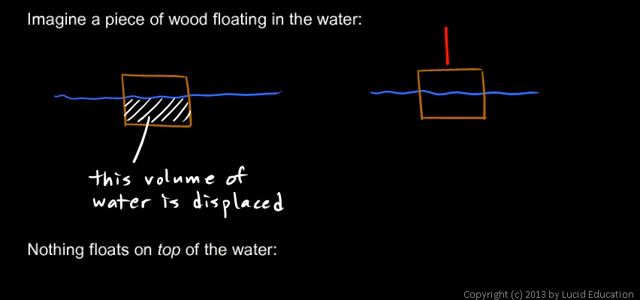 Imagine a piece of wood floating in the water:
this volume of
water is displaced
Nothing floats on top of the water:
Copyright (c) 2013 by Lucid Education